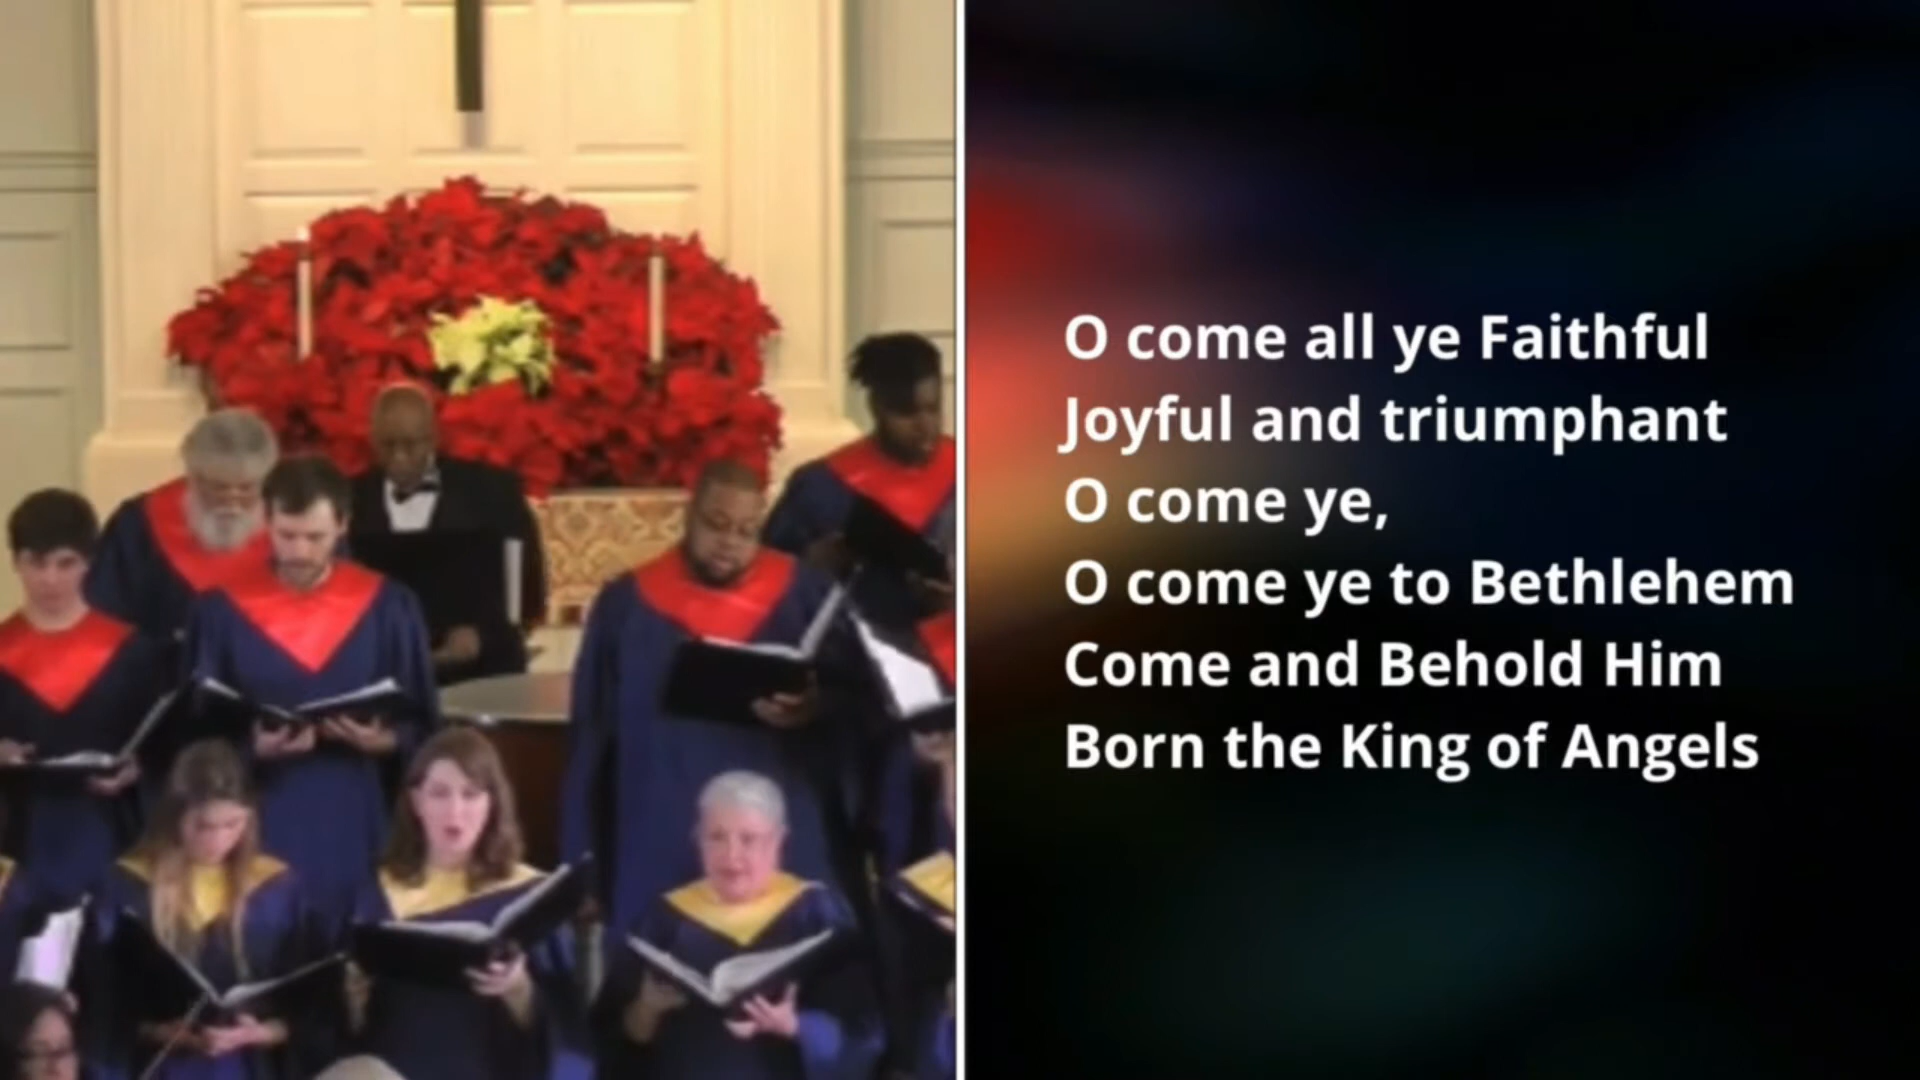 O come all ye Faithful
Joyful and triumphant
O come ye,
O come ye to Bethlehem
Come and Behold Him
Born the King of Angels